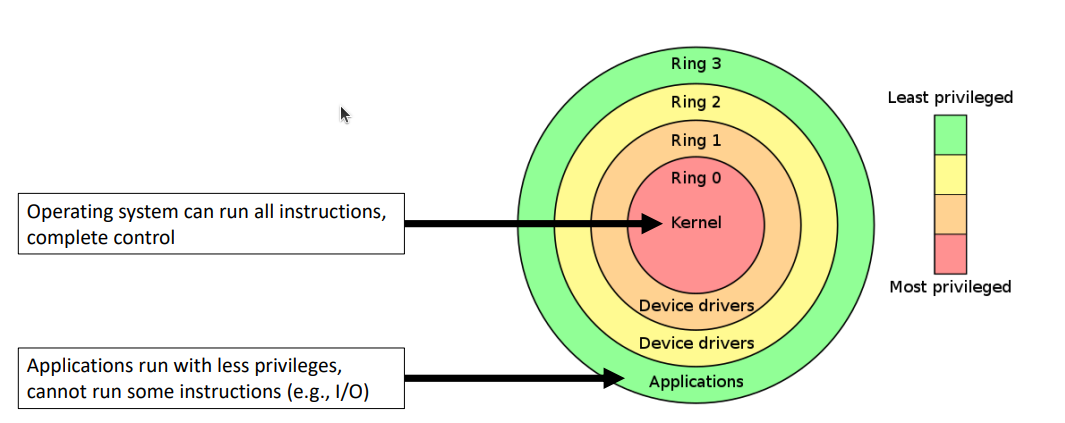 Ring 3
Least privileged
Ring 2
Ring 1
Ring 0
Operating system can run all instructions,
complete control
Kernel
Most privileged
Device drivers
Device drivers
Applications run with less privileges,
cannot run some instructions (e.g., I/O)
Applications